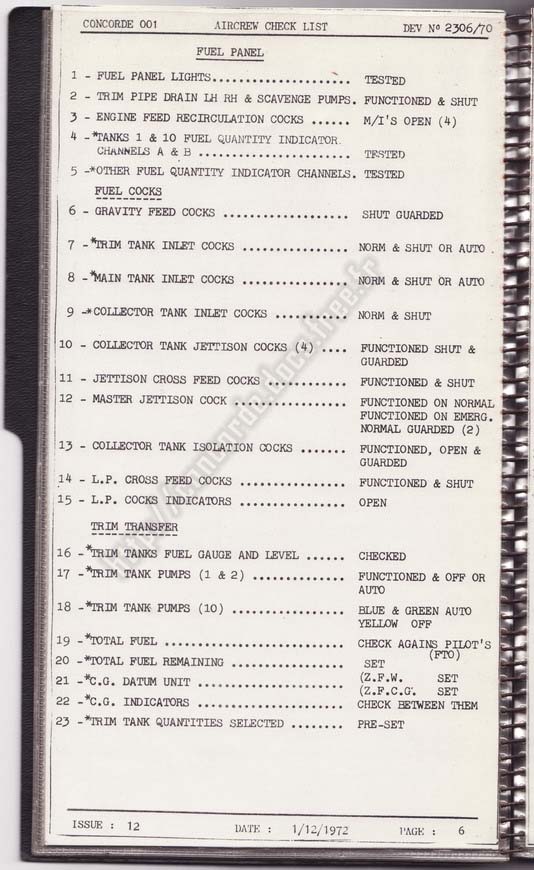 CONCORDE 001 AIRCREW CHECK LIST DEV Nº 2306/70
FUEL PANEL
1 - FUEL PANEL LIGHTS..................... TESTED
2 - TRIM PIPE DRAIN LH RH & SCAVENGE PUMPS. FUNCTIONED & SHUT
3 - ENGINE FEED RECIRCULATION COCKS ...... M/I'S OPEN (4)
4 -*TANKS 1 & 10 FUEL QUANTITY INDICATOR.
CHANNELS A & B ....................... TESTED
5 -*OTHER FUEL QUANTITY INDICATOR CHANNELS. TESTED
FUEL COCKS
6 - GRAVITY FEED COCKS ................... SHUT GUARDED
7 -*TRIM TANK INLET COCKS ................ NORM & SHUT OR AUTO
8 -*MAIN TANK INLET COCKS ................ NORM & SHUT OR AUTO
9 -*COLLECTOR TANK INLET COCKS ........... NORM & SHUT
10 - COLLECTOR TANK JETTISON COCKS (4) .... FUNCTIONED SHUT &
GUARDED
11 - JETTISON CROSS FEED COCKS ............ FUNCTIONED & SHUT
12 - MASTER JETTISON COCK ................. FUNCTIONED ON NORMAL
FUNCTIONED ON EMERG.
NORMAL GUARDED (2)
13 - COLLECTOR TANK ISOLATION COCKS ....... FUNCTIONED, OPEN &
GUARDED
14 - L.P. CROSS FEED COCKS ................ FUNCTIONED & SHUT
15 - L.P. COCKS INDICATORS ................ OPEN
TRIM TRANSFER
16 -*TRIM TANKS FUEL GAUGE AND LEVEL ...... CHECKED
17 -*TRIM TANK PUMPS (1 & 2) .............. FUNCTIONED & OFF OR
AUTO
18 -*TRIM TANK PUMPS (10) ................. BLUE & GREEN AUTO
YELLOW OFF
19 -*TOTAL FUEL ........................... CHECK AGAINS PILOT'S
(FTO)
20 -*TOTAL FUEL REMAINING ................. SET
21 -*C.G. DATUM UNIT ...................... (Z.F.W. SET
(Z.F.C.G. SET
22 -*C.G. INDICATORS ...................... CHECK BETWEEN THEM
23 -*TRIM TANK QUANTITIES SELECTED ........ PRE-SET
ISSUE : 12 DATE : 1/12/1972 PAGE : 6
http://concorde.docs.free.fr